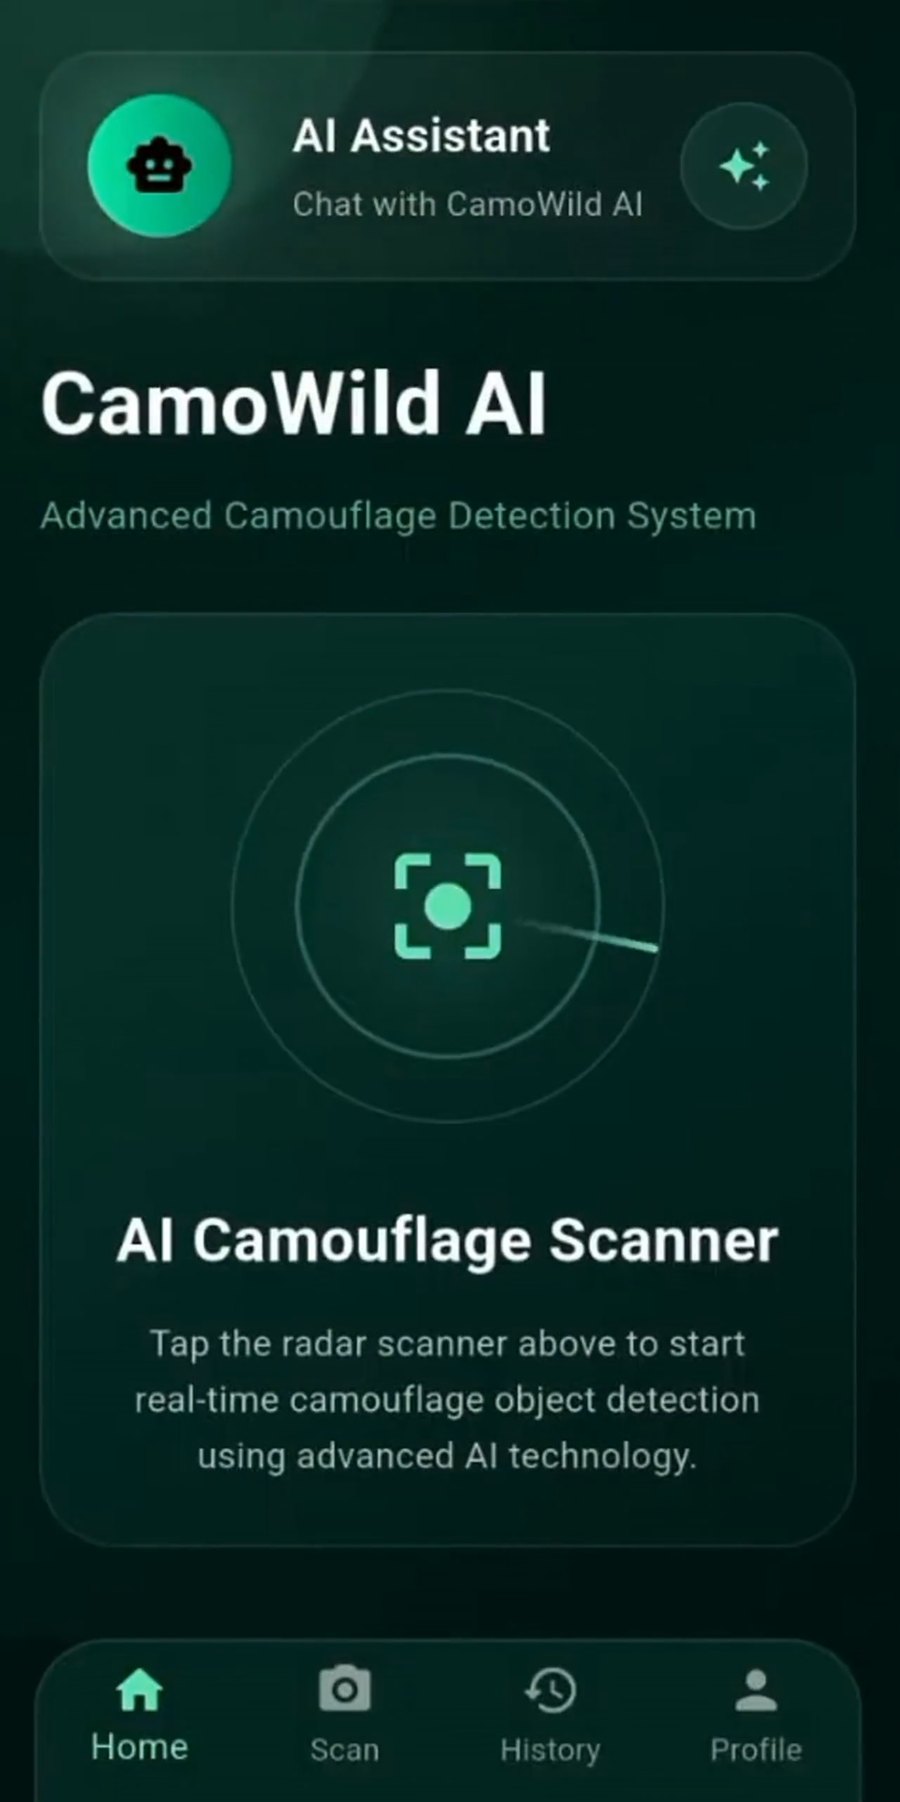 AI Assistant
Chat with CamoWild AI
CamoWild AI
Advanced Camouflage Detection System
AI Camouflage Scanner
Tap the radar scanner above to start
real-time camouflage object detection
using advanced AI technology.
Home
Scan
History
Profile